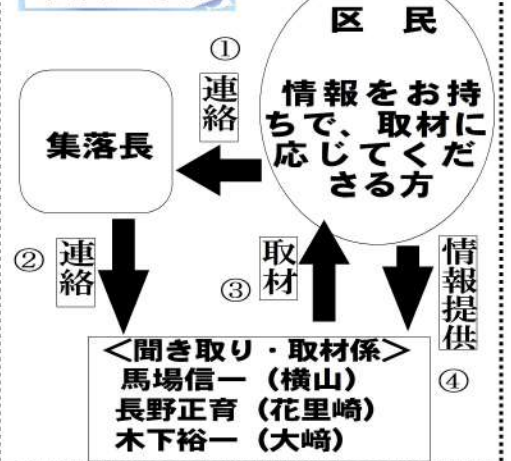 区　民
情報をお持
ちで、取材に
応じてくだ
さる方
①
連絡
集落長
②
連絡
取材
③
情報提供
④
＜聞き取り・取材係＞
馬場信一（横山）
長野正育（花里崎）
木下裕一（大﨑）